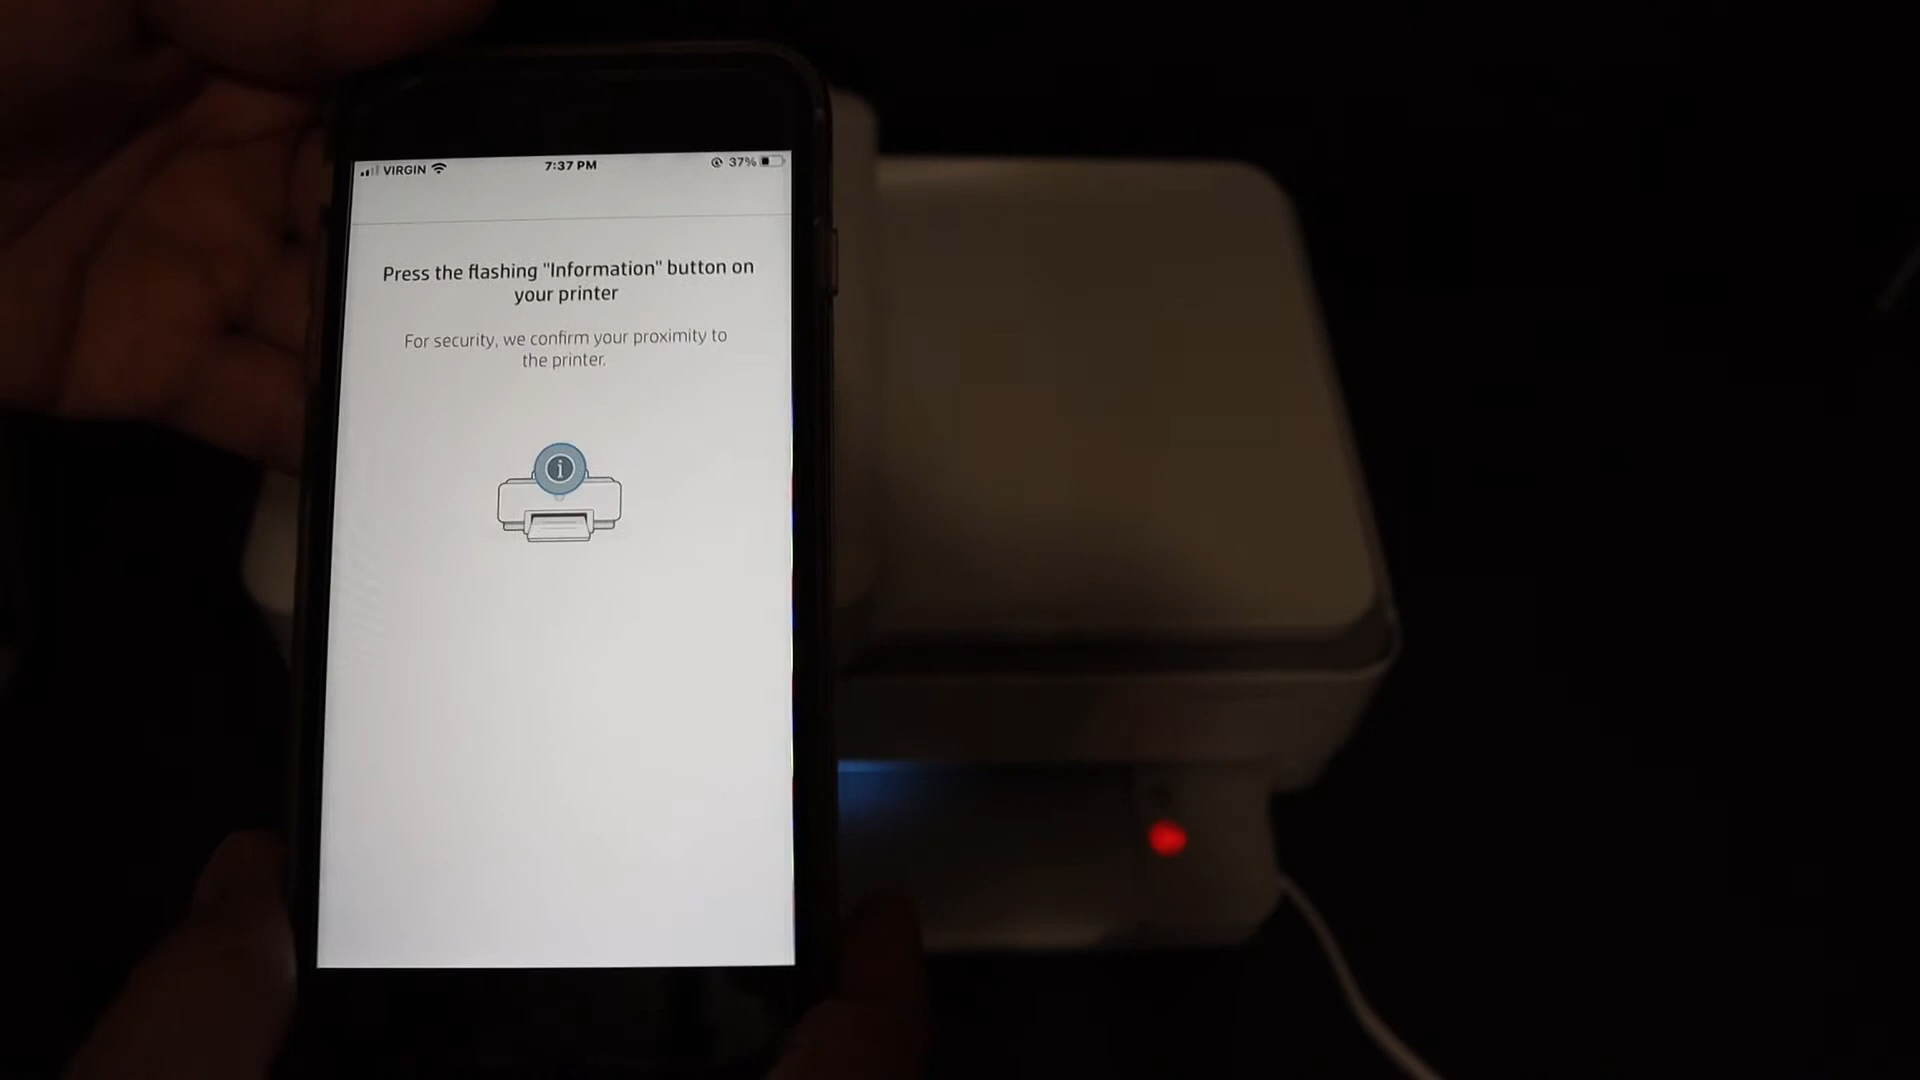 VIRGIN 7:37 PM 37%
Press the flashing "Information" button on
your printer
For security, we confirm your proximity to
the printer.
i